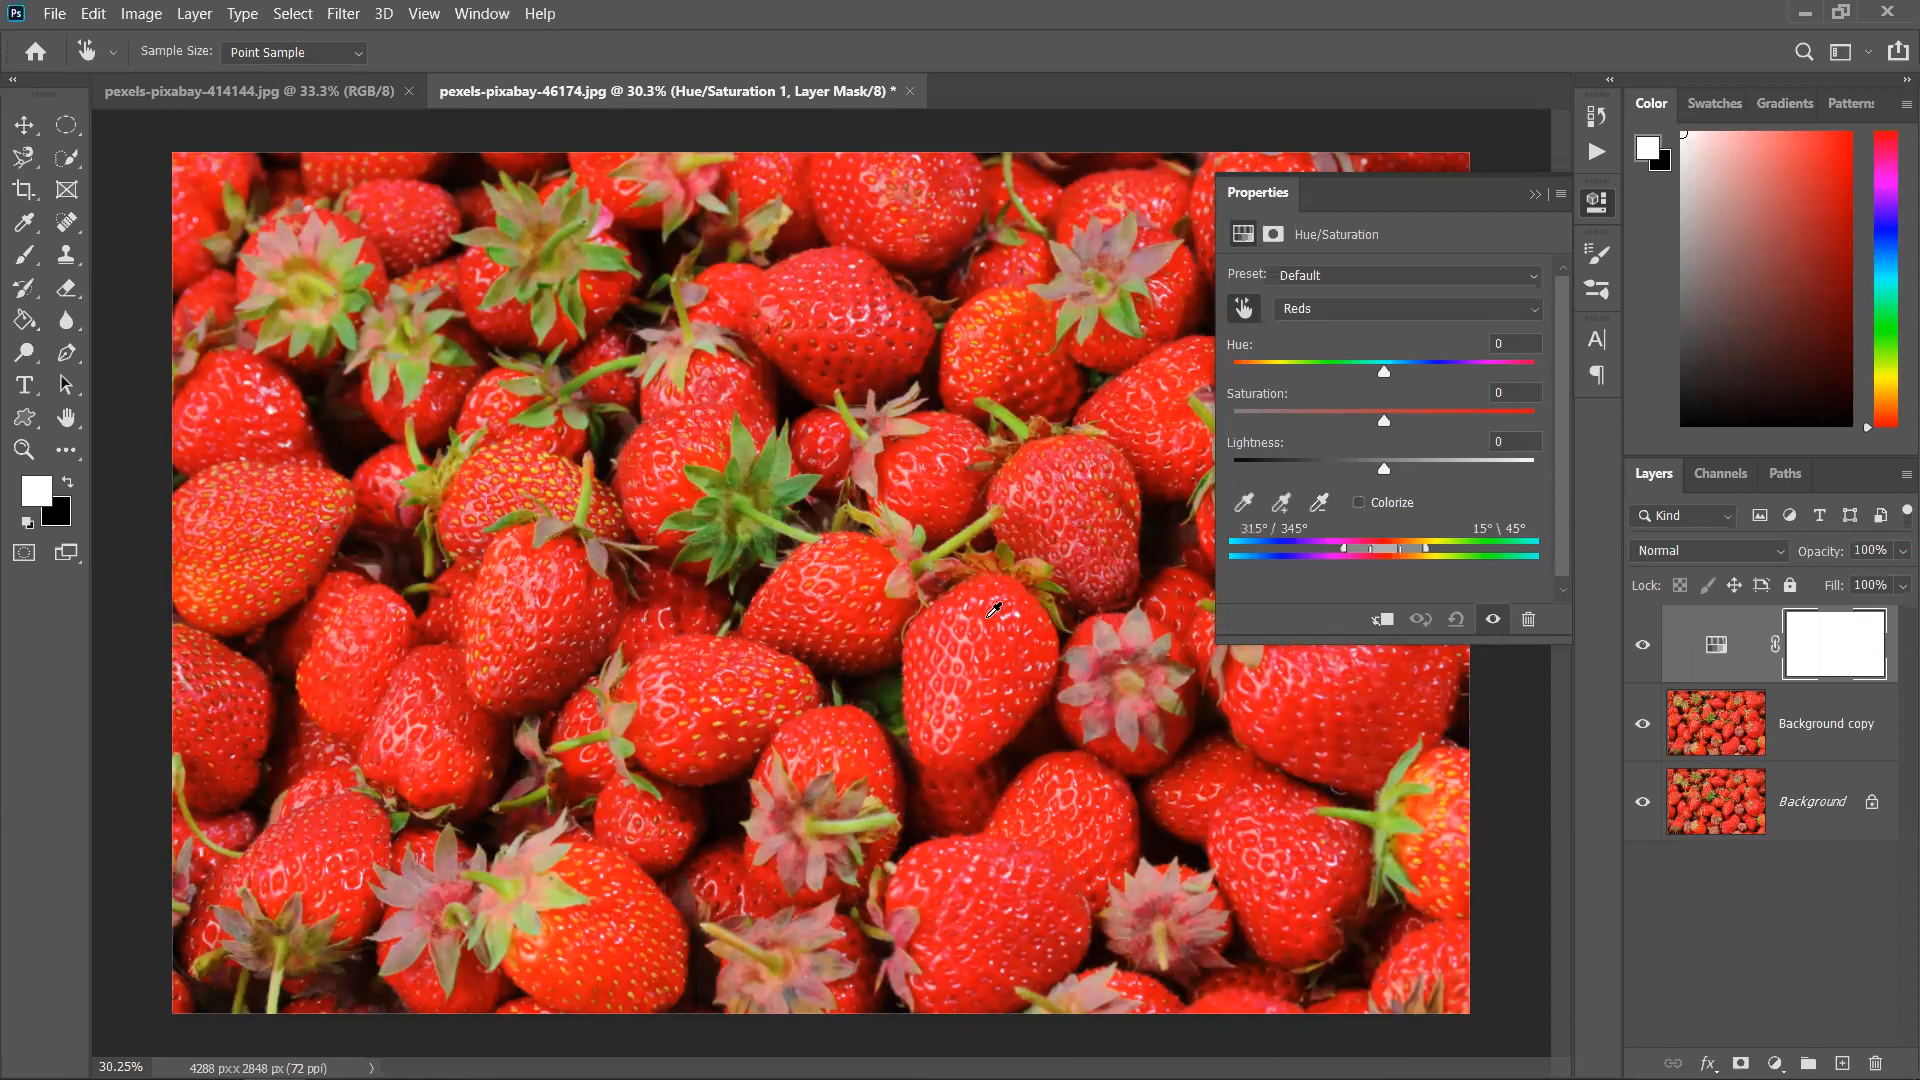 Ps File Edit Image Layer Type Select Filter 3D View Window Help
Sample Size: Point Sample
pexels-pixabay-414144.jpg @ 33.3% (RGB/8)
pexels-pixabay-46174.jpg @ 30.3% (Hue/Saturation 1, Layer Mask/8) *
Properties
Hue/Saturation
Preset: Default
Reds
Hue: 0
Saturation: 0
Lightness: 0
Colorize
315° / 345° 15° \ 45°
Color Swatches Gradients Patterns
Layers Channels Paths
Kind
Normal Opacity: 100%
Lock: Fill: 100%
Background copy
Background
fx
30.25% 4288 px x 2848 px (72 ppi)